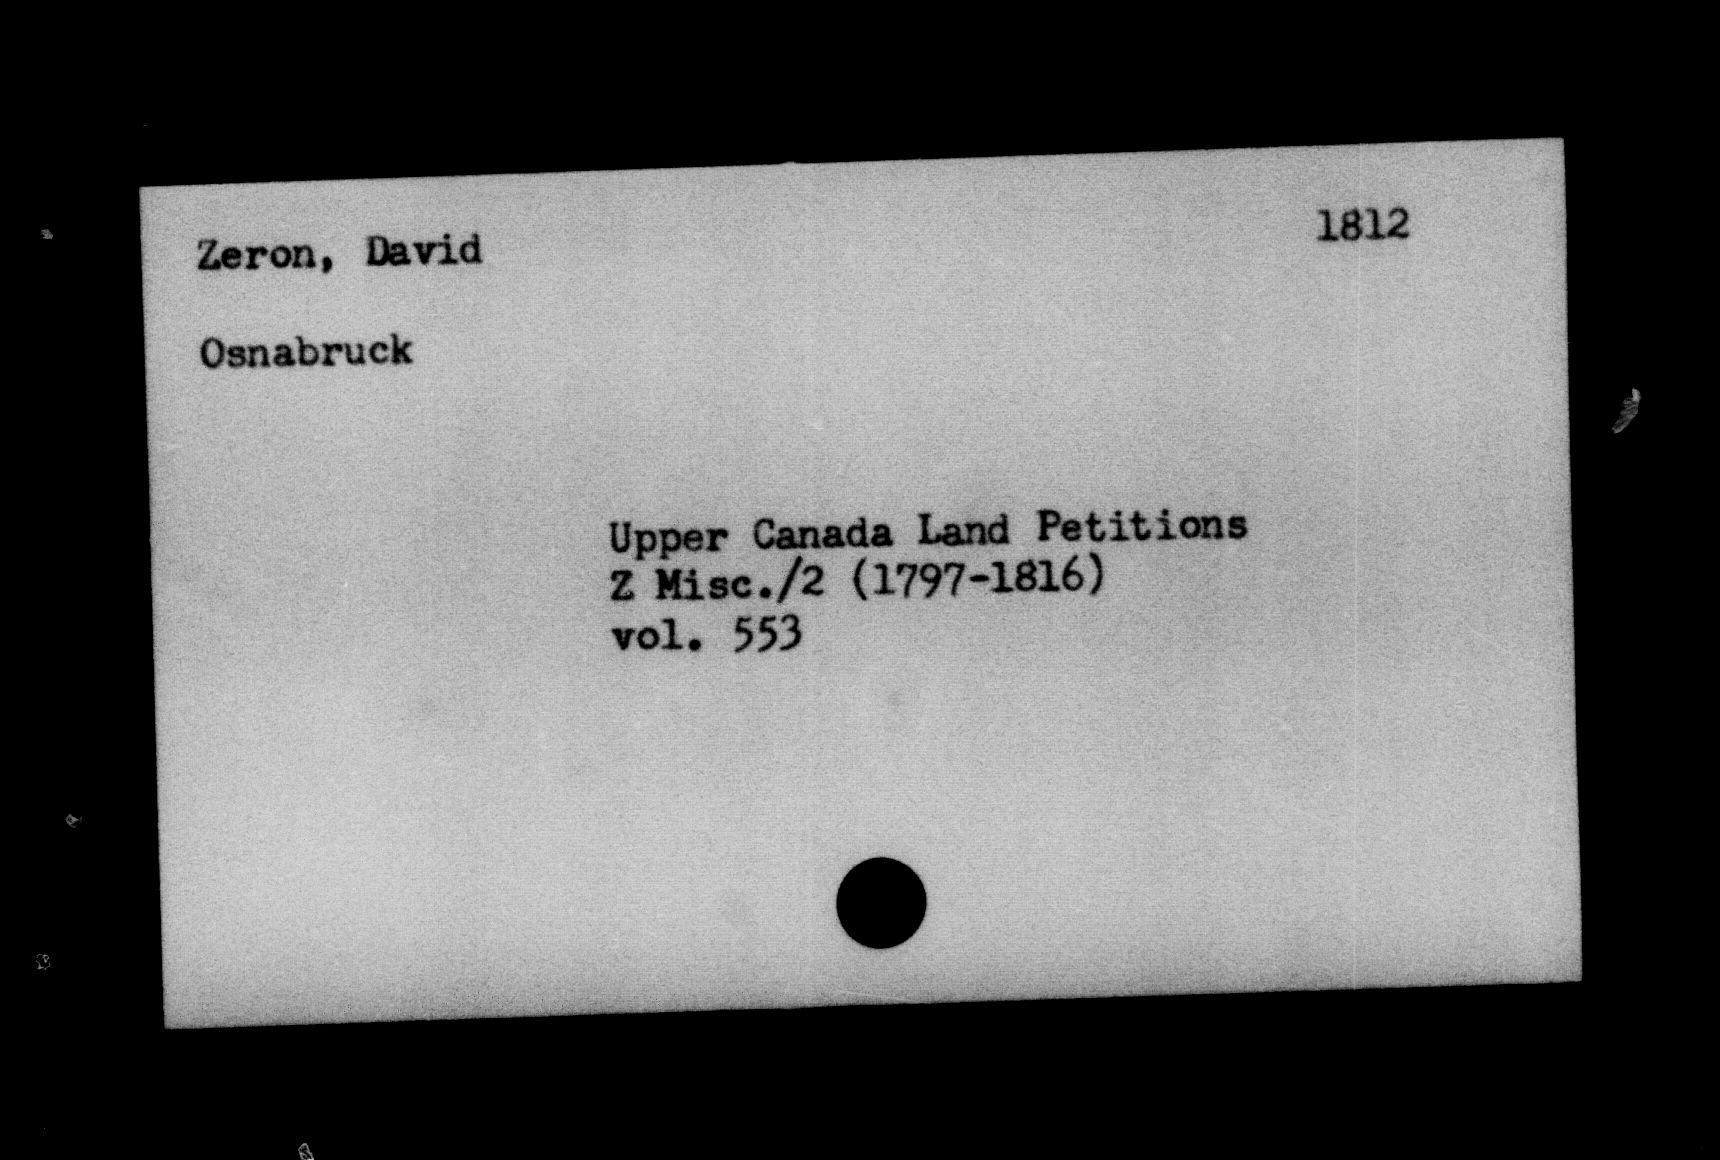 Zeron, David 1812
Osnabruck
Upper Canada Land Petitions
Z Misc./2 (1797-1816)
vol. 553